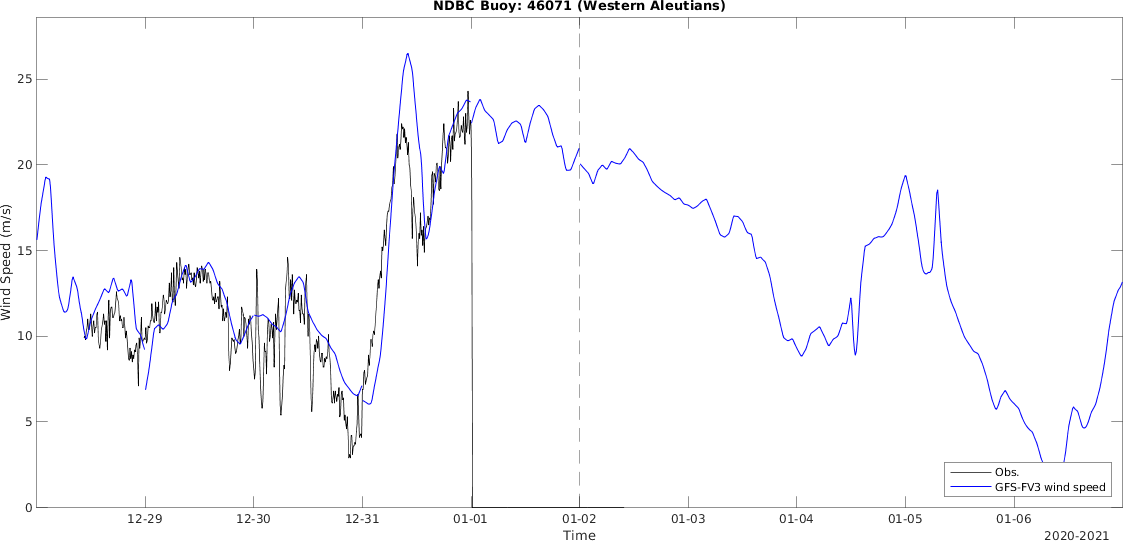 NDBC Buoy: 46071 (Western Aleutians)
Wind Speed (m/s)
25
20
15
10
5
0
12-29 12-30 12-31 01-01 01-02 01-03 01-04 01-05 01-06
Time
2020-2021
Obs.
GFS-FV3 wind speed